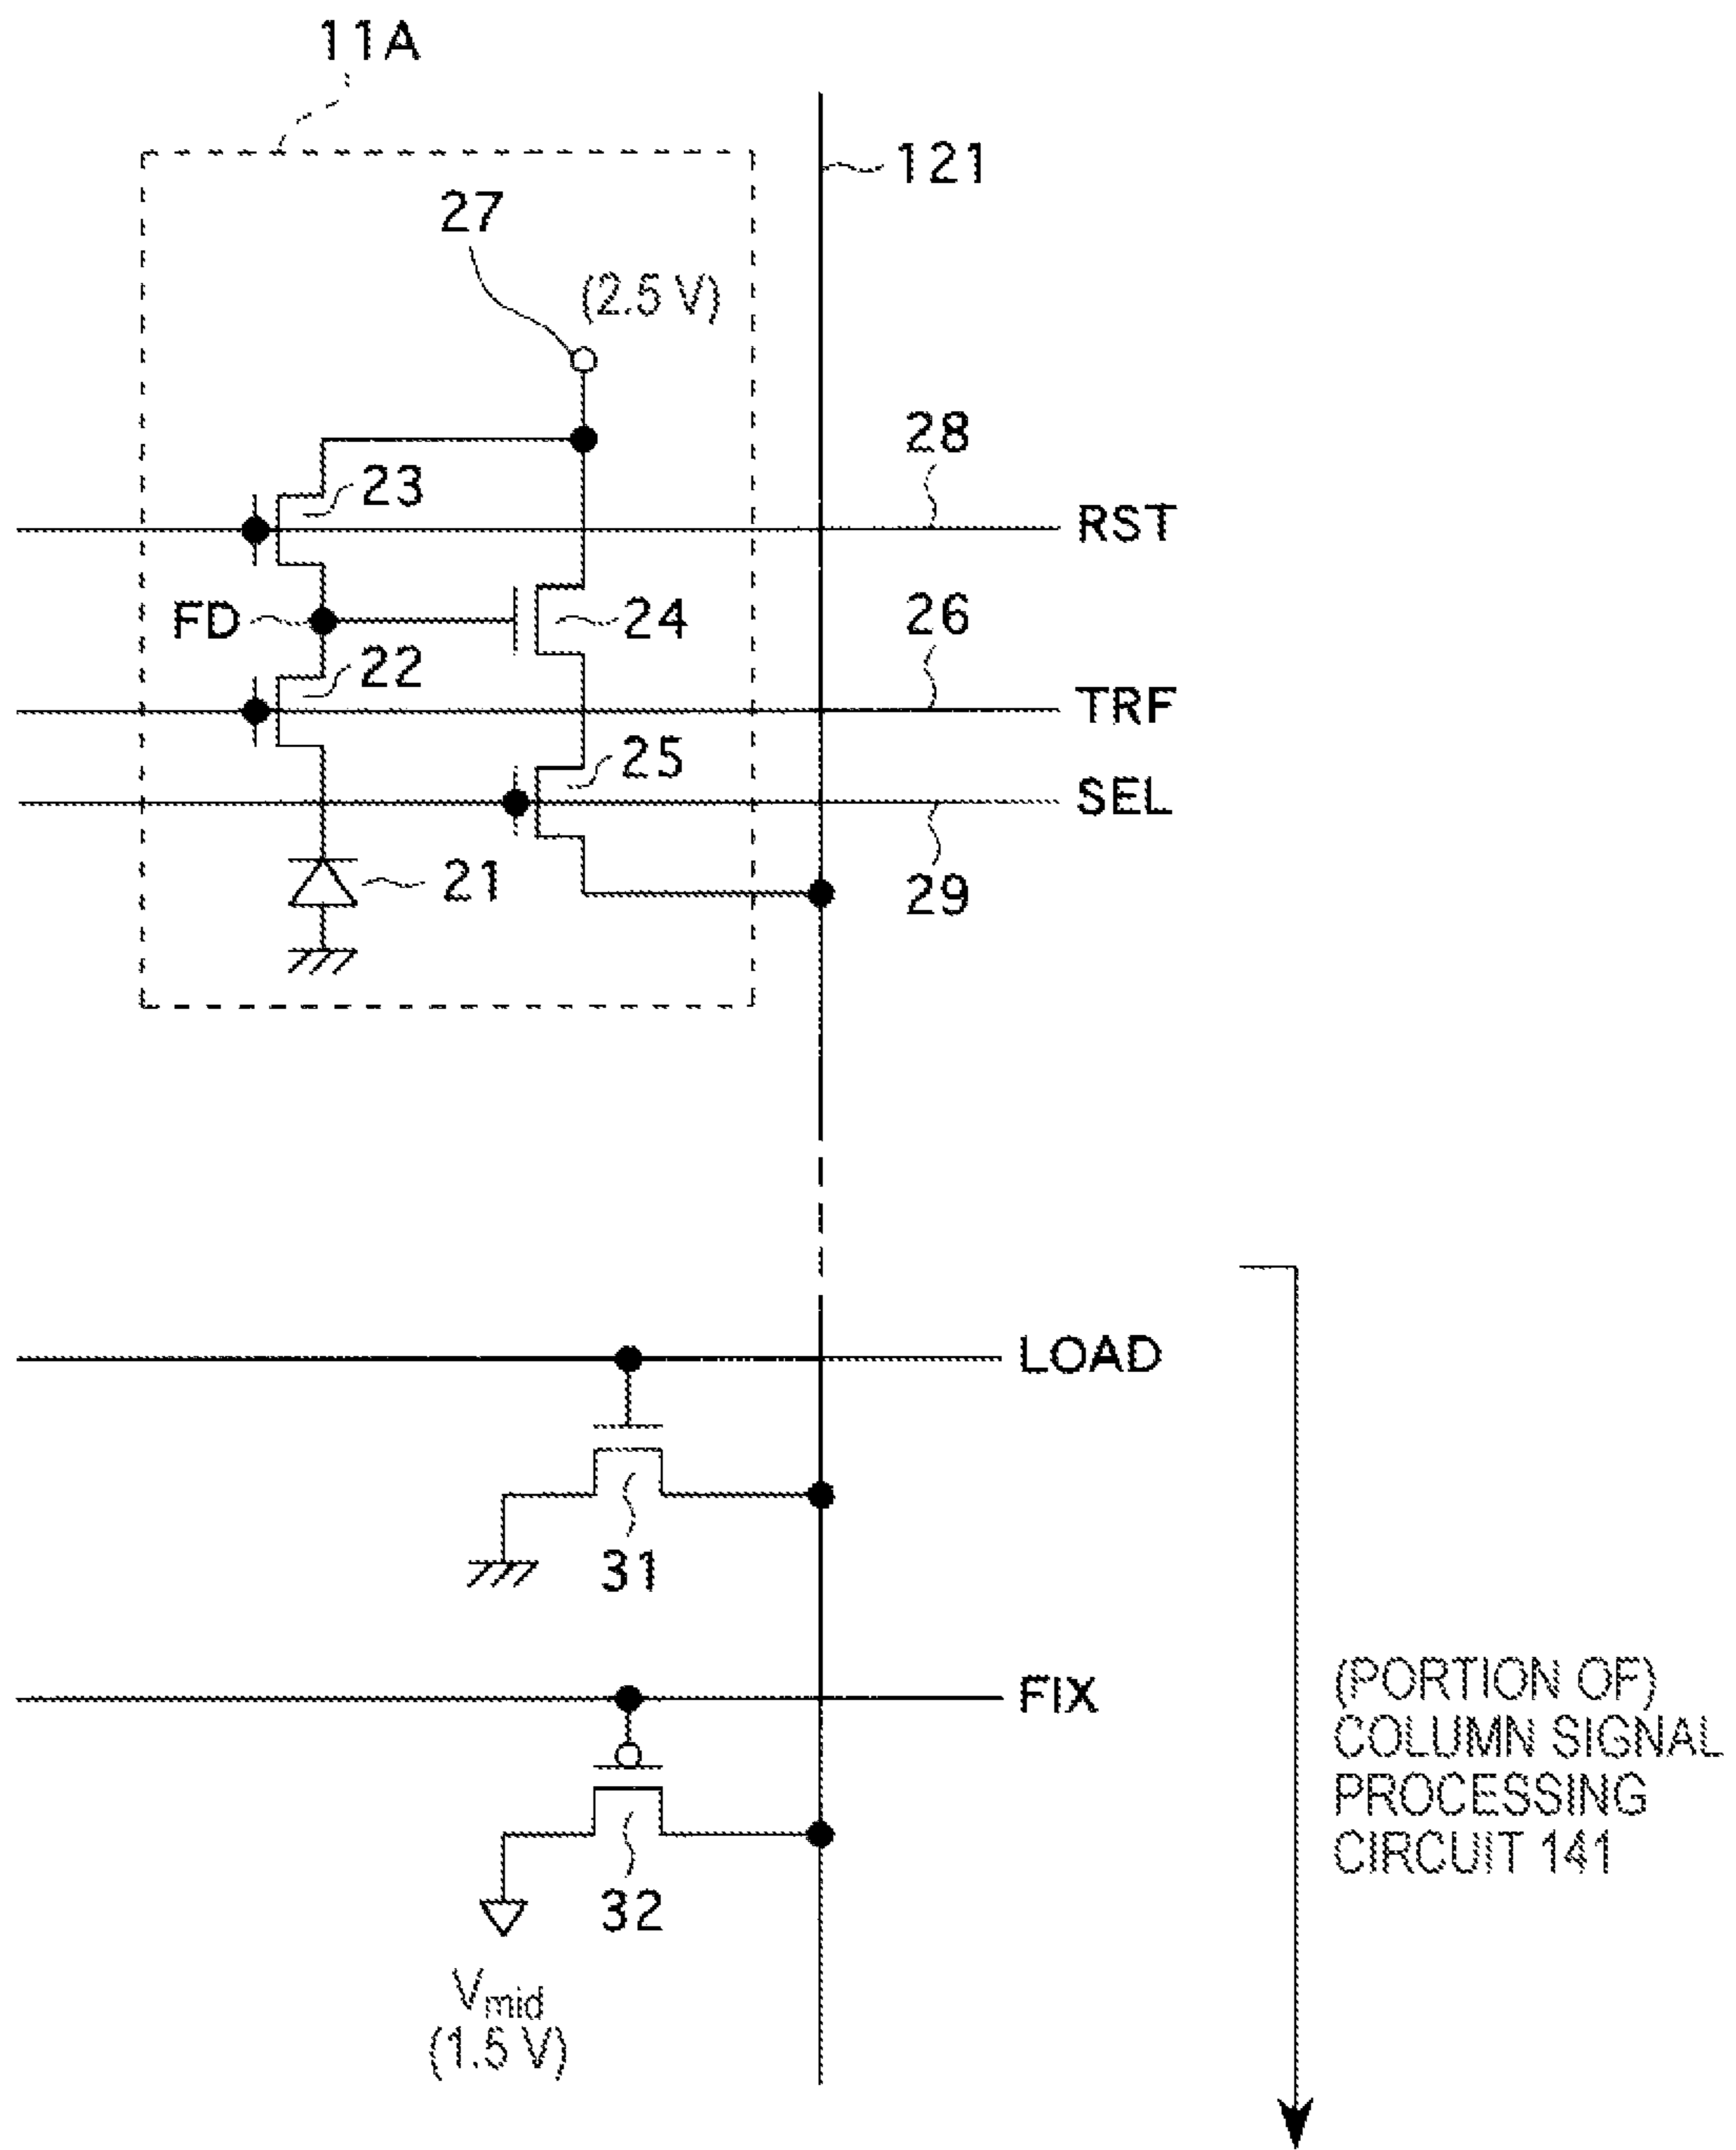 11A
121
27
(2.5 V)
28
23
RST
FD
24
26
22
TRF
25
SEL
21
29
LOAD
31
FIX
(PORTION OF)
COLUMN SIGNAL
PROCESSING
CIRCUIT 141
32
Vmid
(1.5 V)